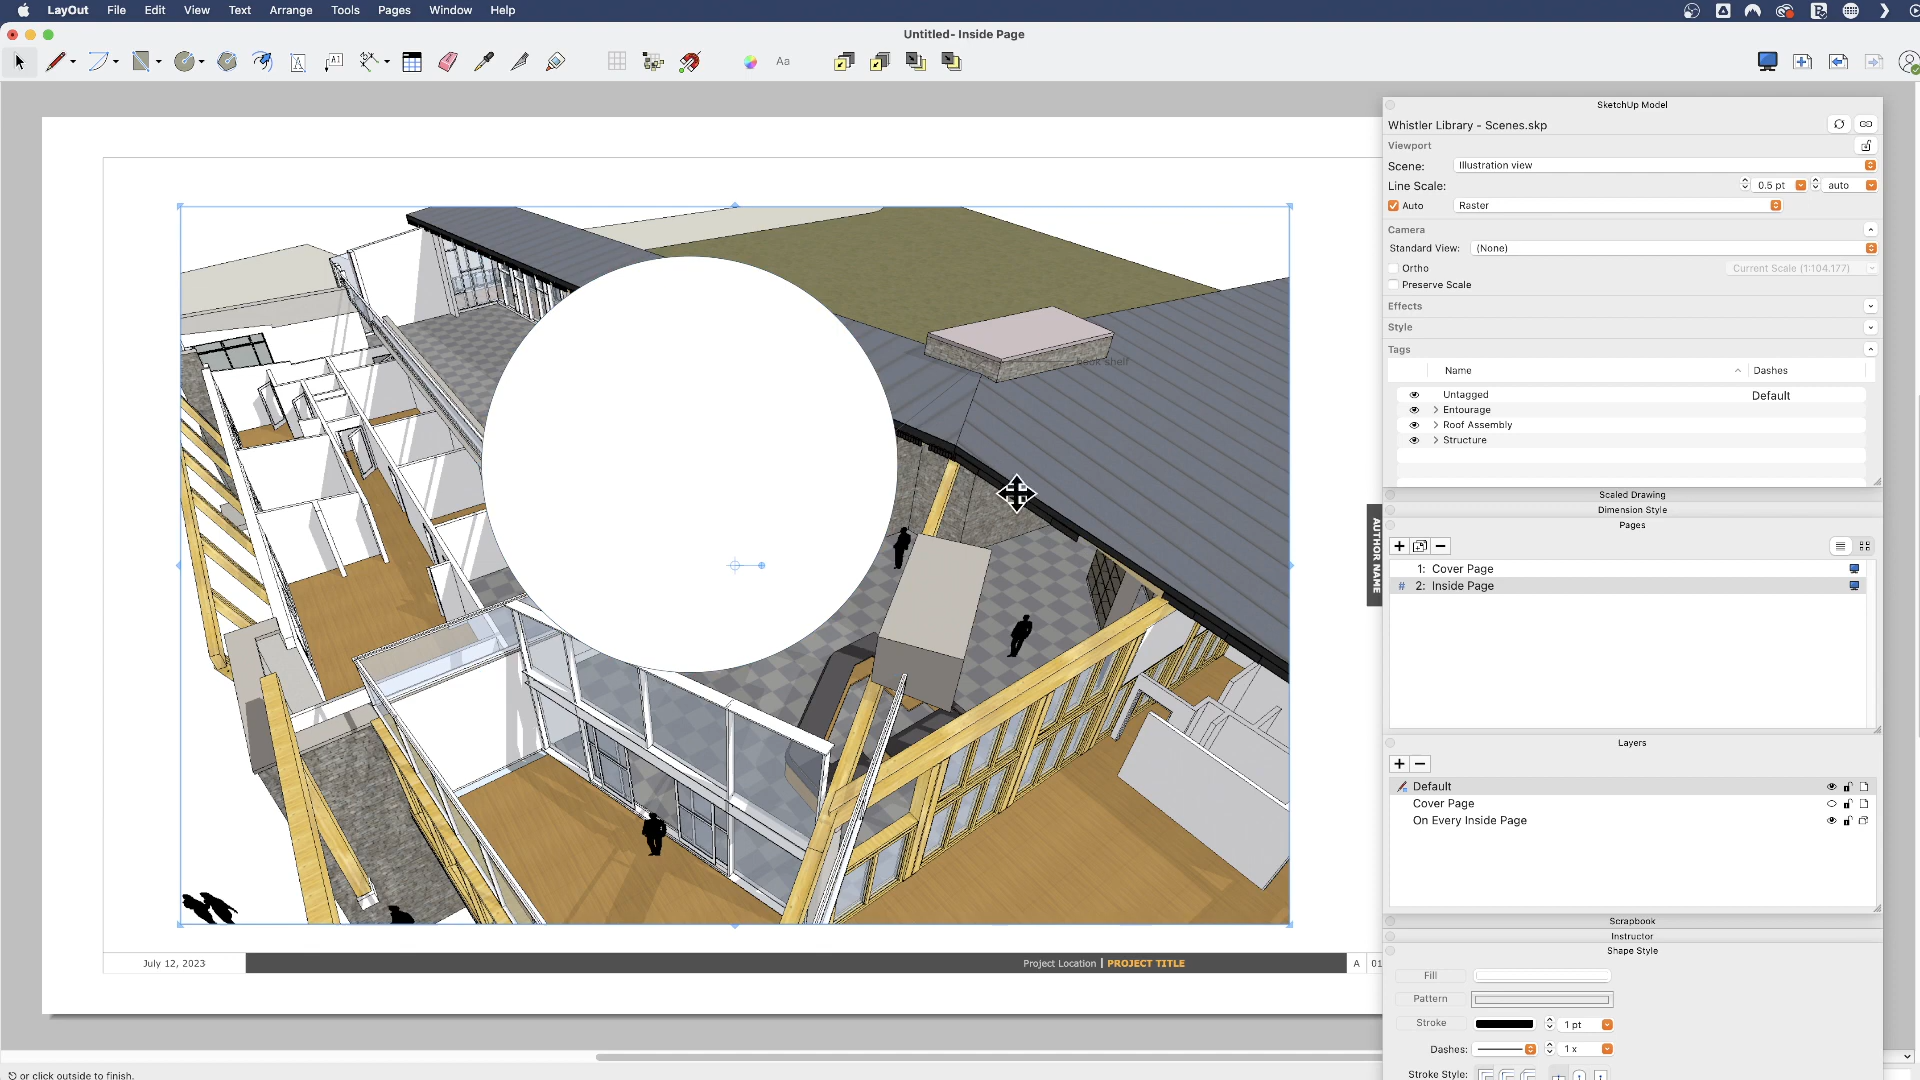 LayOut File Edit View Text Arrange Tools Pages Window Help
Untitled- Inside Page
A
A1
Aa
SketchUp Model
Whistler Library - Scenes.skp
Viewport
Scene: Illustration view
Line Scale: 0.5 pt auto
Auto Raster
Camera
Standard View: (None)
Ortho Current Scale (1:104.177)
Preserve Scale
Effects
Style
Tags
Name Dashes
Untagged Default
Entourage
Roof Assembly
Structure
Scaled Drawing
Dimension Style
Pages
1: Cover Page
# 2: Inside Page
Layers
Default
Cover Page
On Every Inside Page
Scrapbook
Instructor
Shape Style
Fill
Pattern
Stroke 1 pt
Dashes: 1 x
Stroke Style:
book shelf
AUTHOR NAME
July 12, 2023 Project Location | PROJECT TITLE A 01
or click outside to finish.